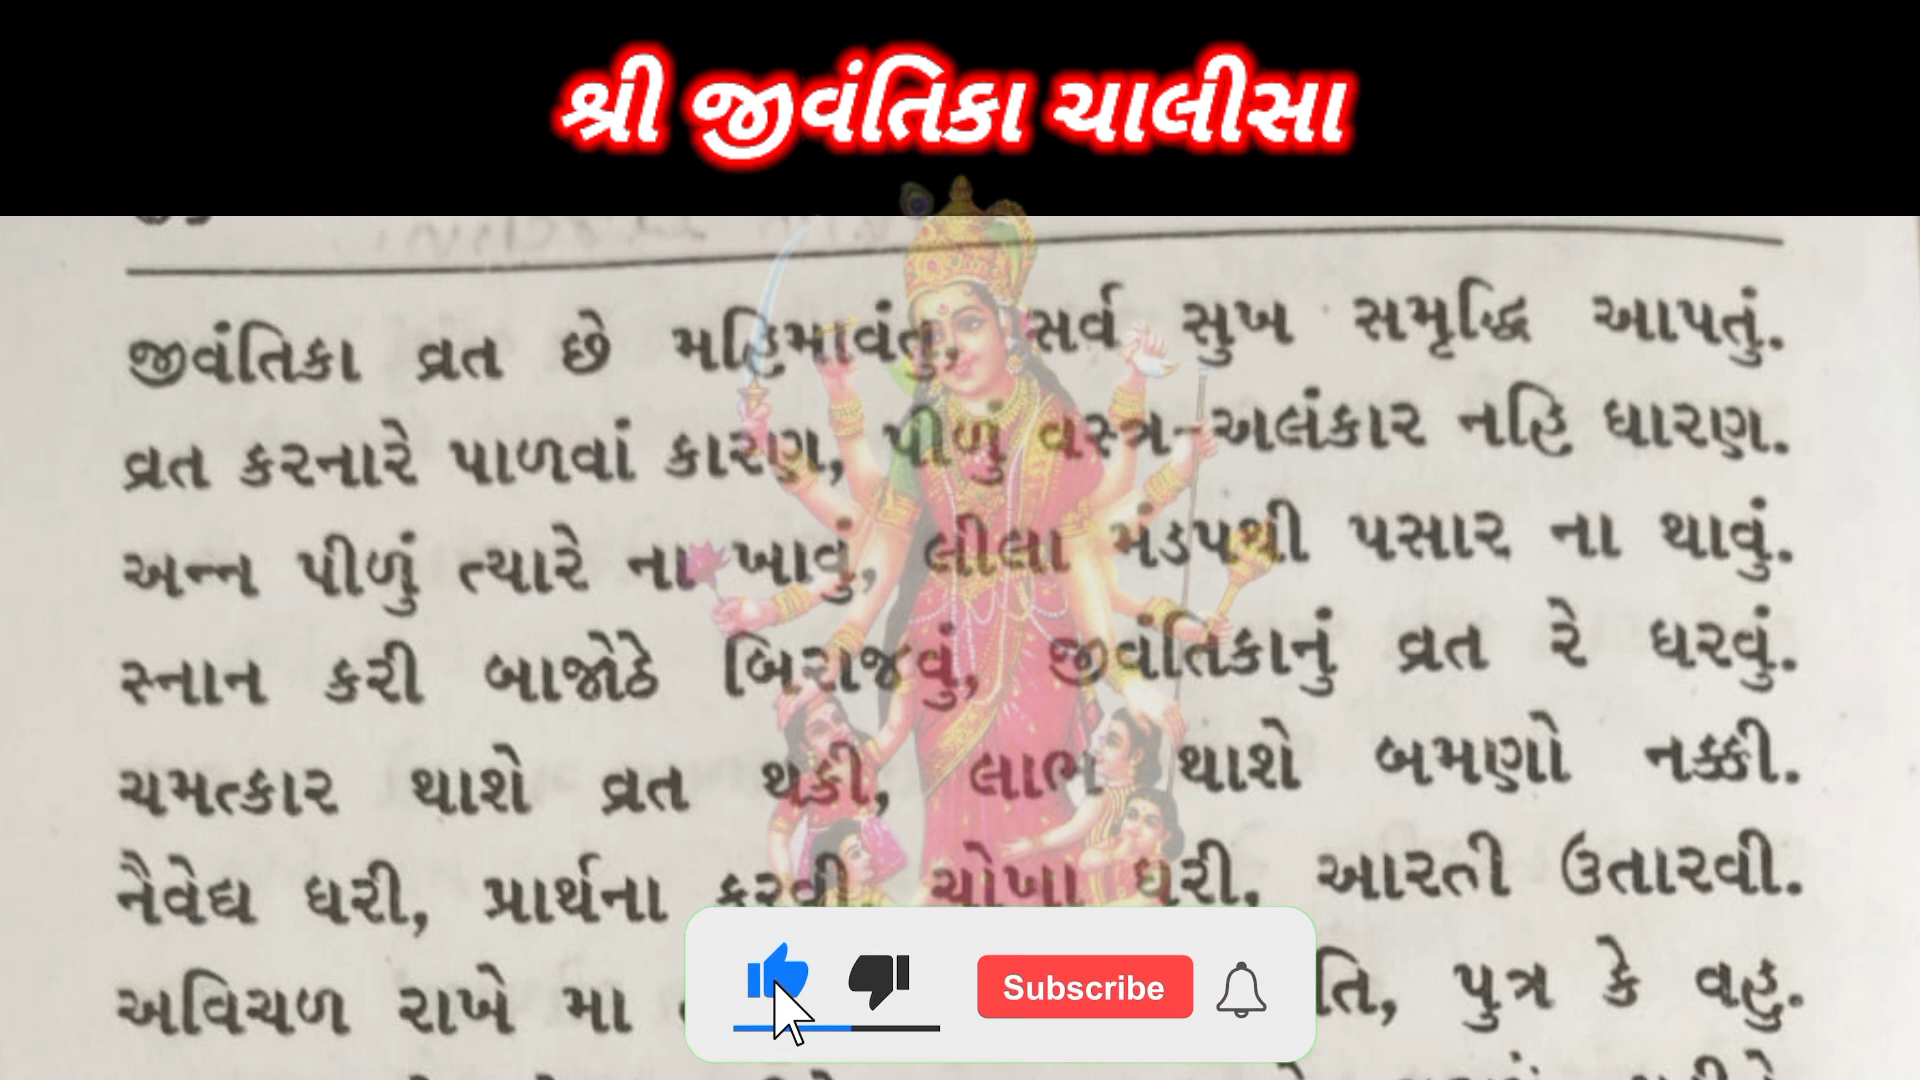 શ્રી જીવંતિકા ચાલીસા
જીવંતિકા વ્રત છે મહિમાવંતુ, સર્વ સુખ સમૃદ્ધિ આપતું.
વ્રત કરનારે પાળવાં કારણ, પીળું વસ્ત્ર-અલંકાર નહિ ધારણ.
અન્ન પીળું ત્યારે ના ખાવું, લીલા મંડપથી પસાર ના થાવું.
સ્નાન કરી બાજોઠે બિરાજવું, જીવંતિકાનું વ્રત રે ધરવું.
ચમત્કાર થાશે વ્રત થકી, લાભ થાશે બમણો નક્કી.
નૈવેદ્ય ધરી, પ્રાર્થના કરવી, ચોખા ધરી, આરતી ઉતારવી.
અવિચળ રાખે મા પુત્ર કે વહુ.
Subscribe